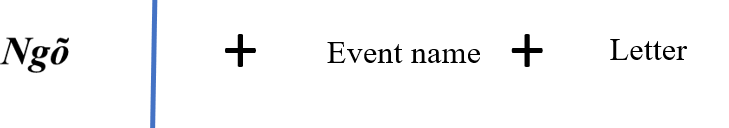 Ngõ + Event name + Letter